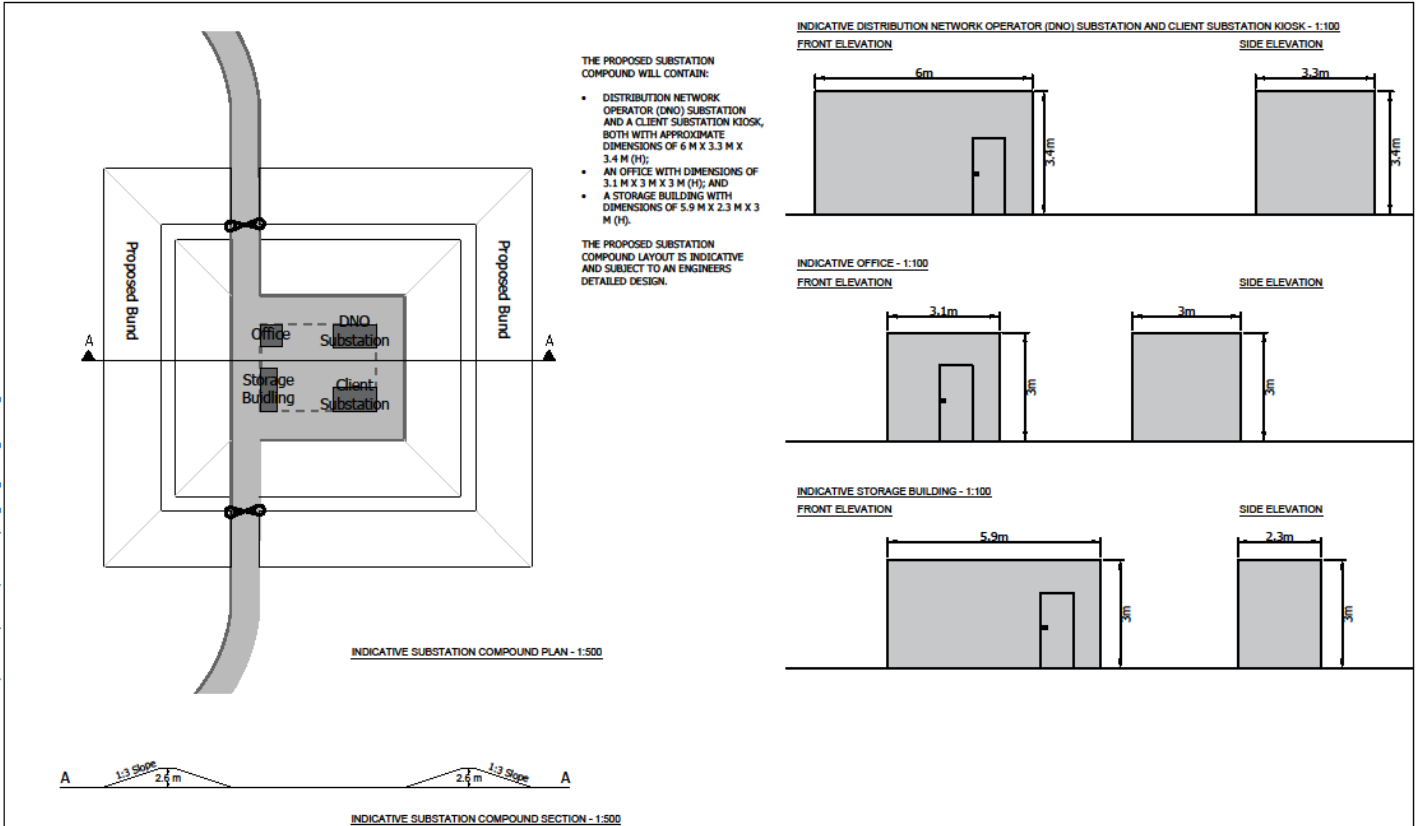 INDICATIVE DISTRIBUTION NETWORK OPERATOR (DNO) SUBSTATION AND CLIENT SUBSTATION KIOSK - 1:100
FRONT ELEVATION
SIDE ELEVATION
6m
3.3m
3.4m
3.4m
THE PROPOSED SUBSTATION
COMPOUND WILL CONTAIN:
• DISTRIBUTION NETWORK
OPERATOR (DNO) SUBSTATION
AND A CLIENT SUBSTATION KIOSK,
BOTH WITH APPROXIMATE
DIMENSIONS OF 6 M X 3.3 M X
3.4 M (H);
• AN OFFICE WITH DIMENSIONS OF
3.1 M X 3 M X 3 M (H); AND
• A STORAGE BUILDING WITH
DIMENSIONS OF 5.9 M X 2.3 M X 3
M (H).
THE PROPOSED SUBSTATION
COMPOUND LAYOUT IS INDICATIVE
AND SUBJECT TO AN ENGINEERS
DETAILED DESIGN.
Proposed Bund
Proposed Bund
A
A
Office
DNO
Substation
Storage
Buidling
Client
Substation
INDICATIVE OFFICE - 1:100
FRONT ELEVATION
SIDE ELEVATION
3.1m
3m
3m
3m
INDICATIVE STORAGE BUILDING - 1:100
FRONT ELEVATION
SIDE ELEVATION
5.9m
2.3m
3m
3m
INDICATIVE SUBSTATION COMPOUND PLAN - 1:500
A
1:3 Slope
2.6 m
2.6 m
1:3 Slope
A
INDICATIVE SUBSTATION COMPOUND SECTION - 1:500